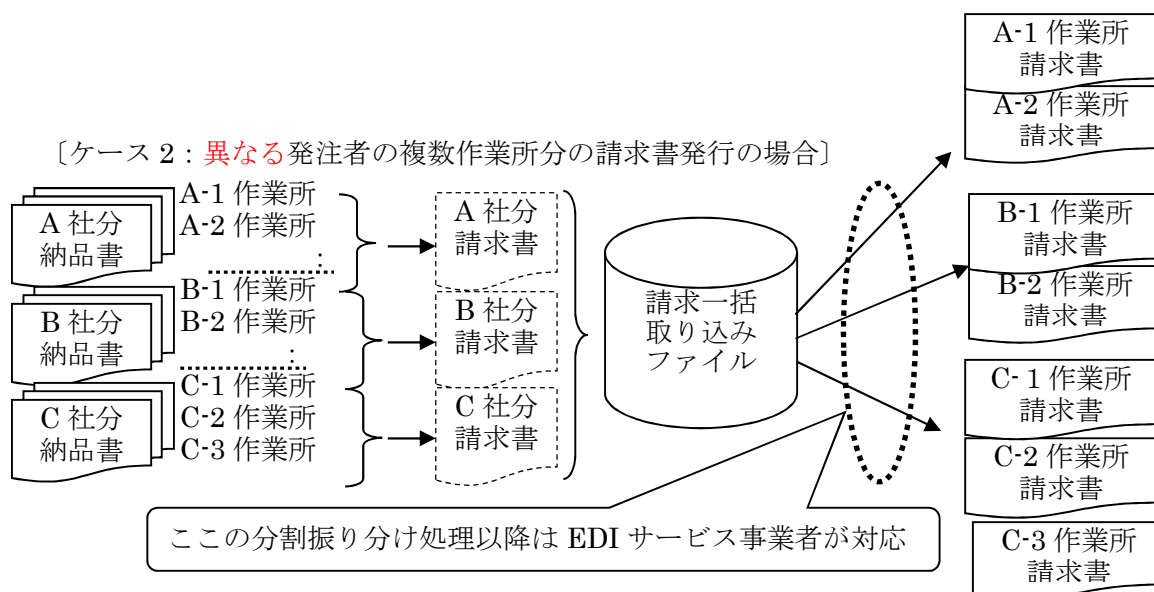 〔ケース 2：異なる発注者の複数作業所分の請求書発行の場合〕
A 社分
納品書
A-1 作業所
A-2 作業所
：
B 社分
納品書
B-1 作業所
B-2 作業所
：
C 社分
納品書
C-1 作業所
C-2 作業所
C-3 作業所
A 社分
請求書
B 社分
請求書
C 社分
請求書
請求一括
取り込み
ファイル
A-1 作業所
請求書
A-2 作業所
請求書
B-1 作業所
請求書
B-2 作業所
請求書
C- 1 作業所
請求書
C-2 作業所
請求書
C-3 作業所
請求書
ここの分割振り分け処理以降は EDI サービス事業者が対応